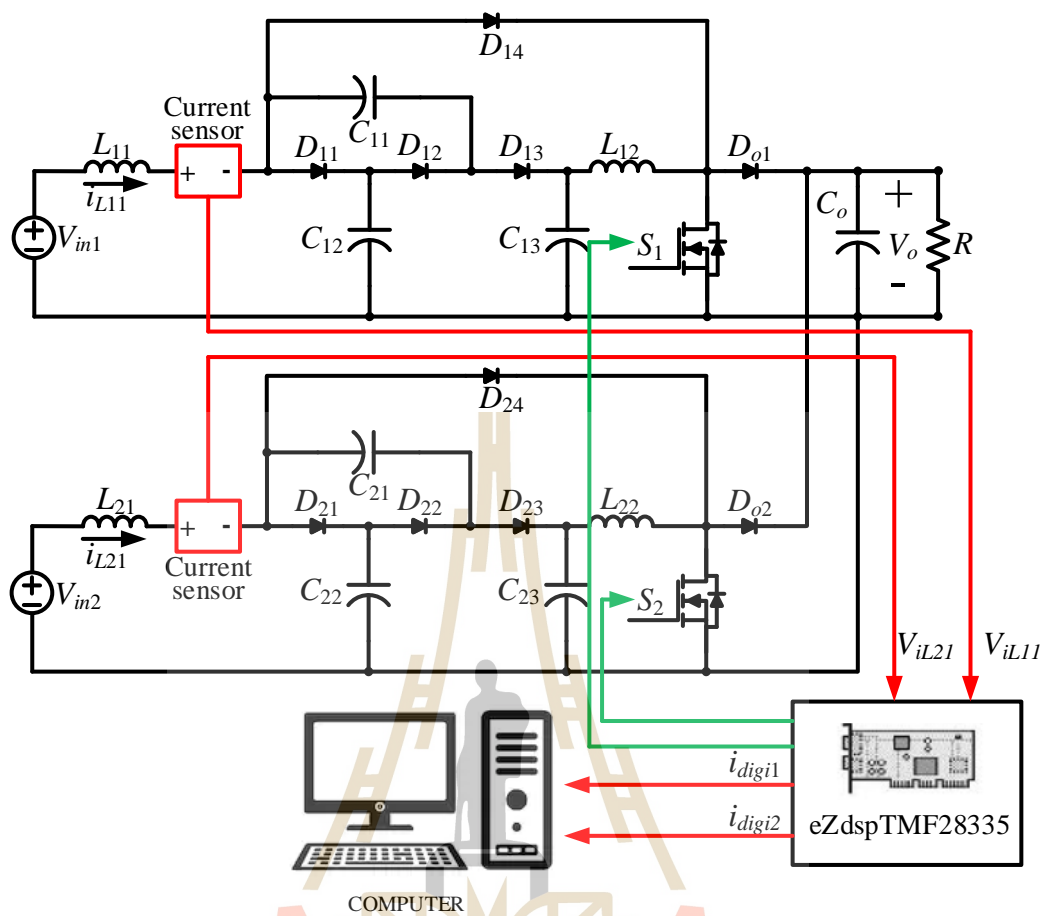 D14
Current
sensor
C11
L11
D11
D12
D13
L12
Do1
+
-
iL11
Vin1
C12
C13
S1
Co
+
Vo
-
R
D24
C21
L21
D21
D22
D23
L22
Do2
+
-
iL21
Current
sensor
Vin2
C22
C23
S2
ViL21
ViL11
idigi1
idigi2
eZdspTMF28335
COMPUTER